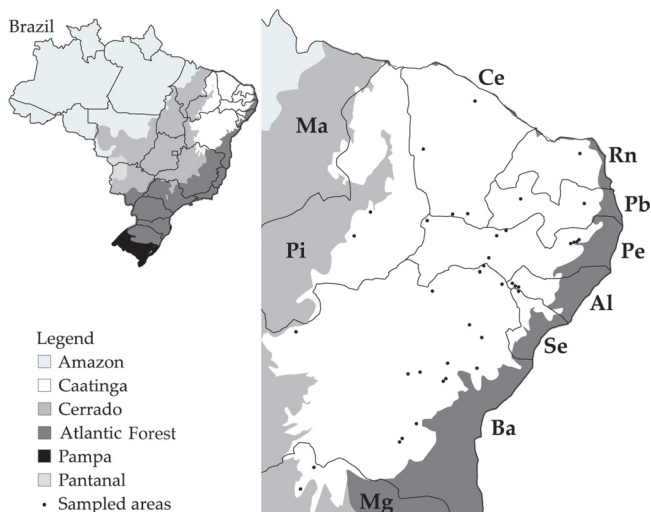 Brazil
Ce
Ma
Rn
Pb
Pi
Pe
Al
Se
Ba
Mg
Legend
Amazon
Caatinga
Cerrado
Atlantic Forest
Pampa
Pantanal
Sampled areas